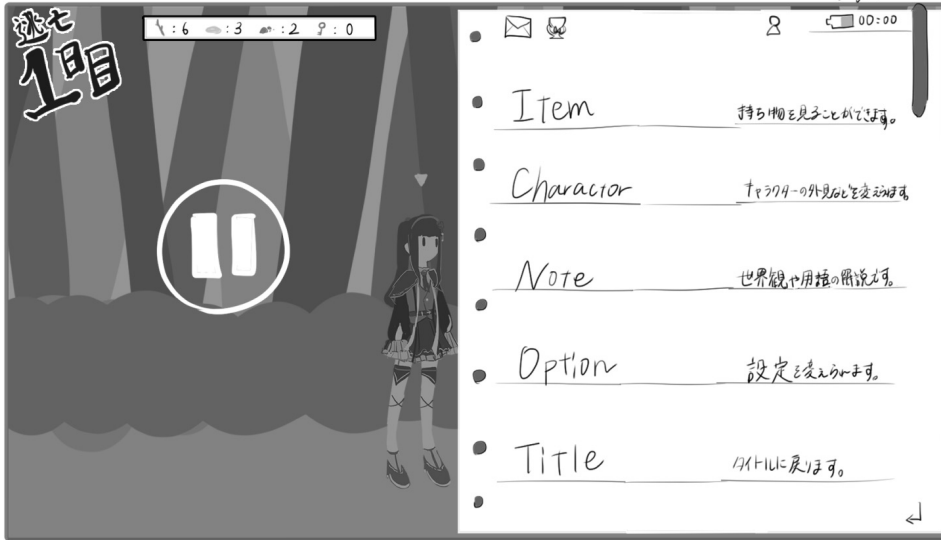 逃亡
1日目
:6 :3 :2 :0
00:00
Item
持ち物を見ることができます。
Charactor
キャラクターの外見などを変えられます。
Note
世界観や用語の解説です。
Option
設定を変えられます。
Title
タイトルに戻ります。